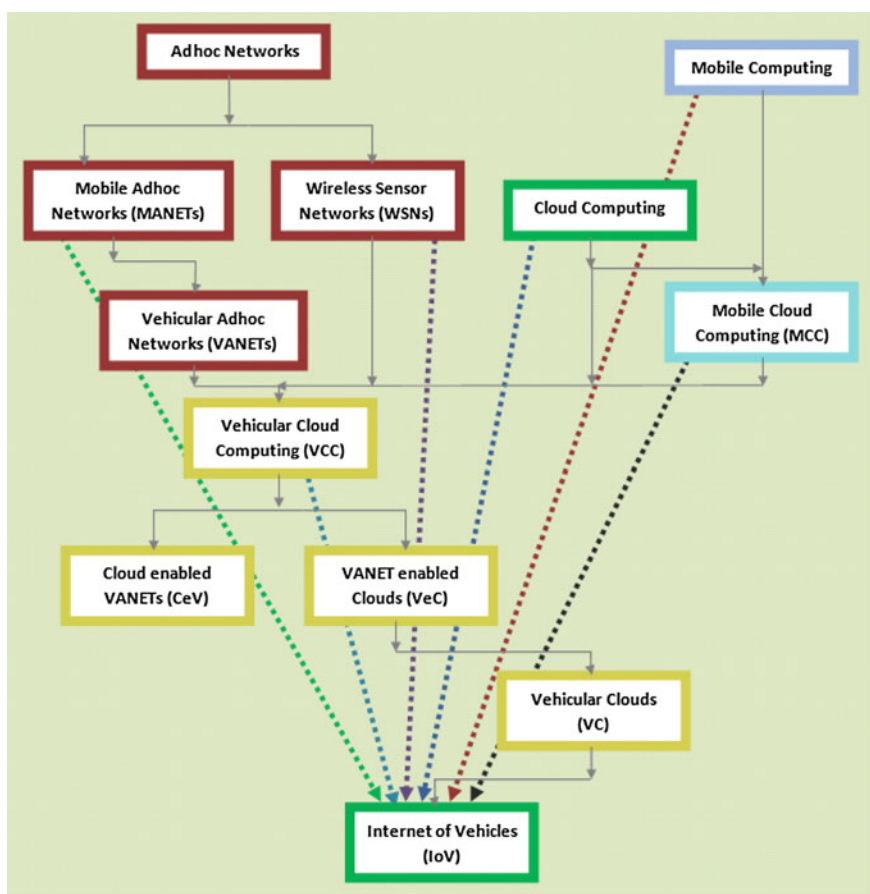 Adhoc Networks
Mobile Computing
Mobile Adhoc
Networks (MANETs)
Wireless Sensor
Networks (WSNs)
Cloud Computing
Vehicular Adhoc
Networks (VANETs)
Mobile Cloud
Computing (MCC)
Vehicular Cloud
Computing (VCC)
Cloud enabled
VANETs (CeV)
VANET enabled
Clouds (VeC)
Vehicular Clouds
(VC)
Internet of Vehicles
(IoV)